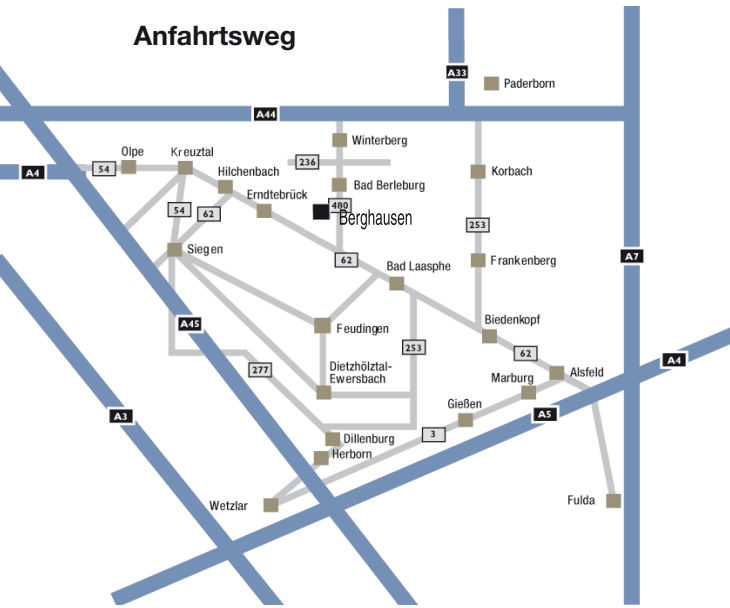 Anfahrtsweg
A33
Paderborn
A44
Olpe
Kreuztal
Winterberg
54
A4
236
Hilchenbach
Korbach
Erndtebrück
Bad Berleburg
54
62
480
Berghausen
253
Siegen
62
Bad Laasphe
Frankenberg
A7
A45
Feudingen
Biedenkopf
253
62
A4
277
Dietzhölztal-
Ewersbach
Marburg
Alsfeld
A3
Gießen
A5
3
Dillenburg
Herborn
Wetzlar
Fulda